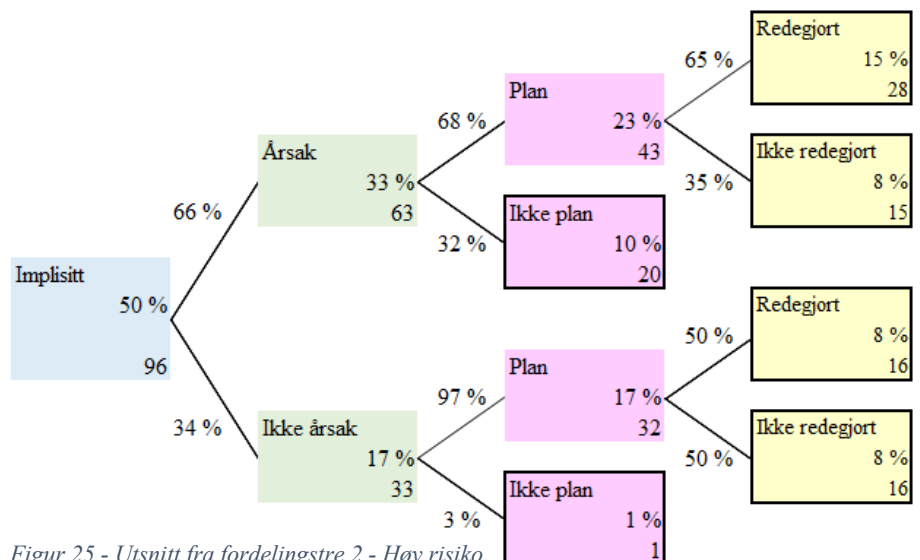 Redegjort
65 %
15 %
28
Plan
68 %
23 %
43
Ikke redegjort
35 %
8 %
15
Årsak
66 %
33 %
63
Ikke plan
32 %
10 %
20
Implisitt
50 %
96
Redegjort
50 %
8 %
16
Plan
97 %
17 %
32
Ikke redegjort
50 %
8 %
16
Ikke årsak
34 %
17 %
33
Ikke plan
3 %
1 %
1
Figur 25 - Utsnitt fra fordelingstre 2 - Høy risiko